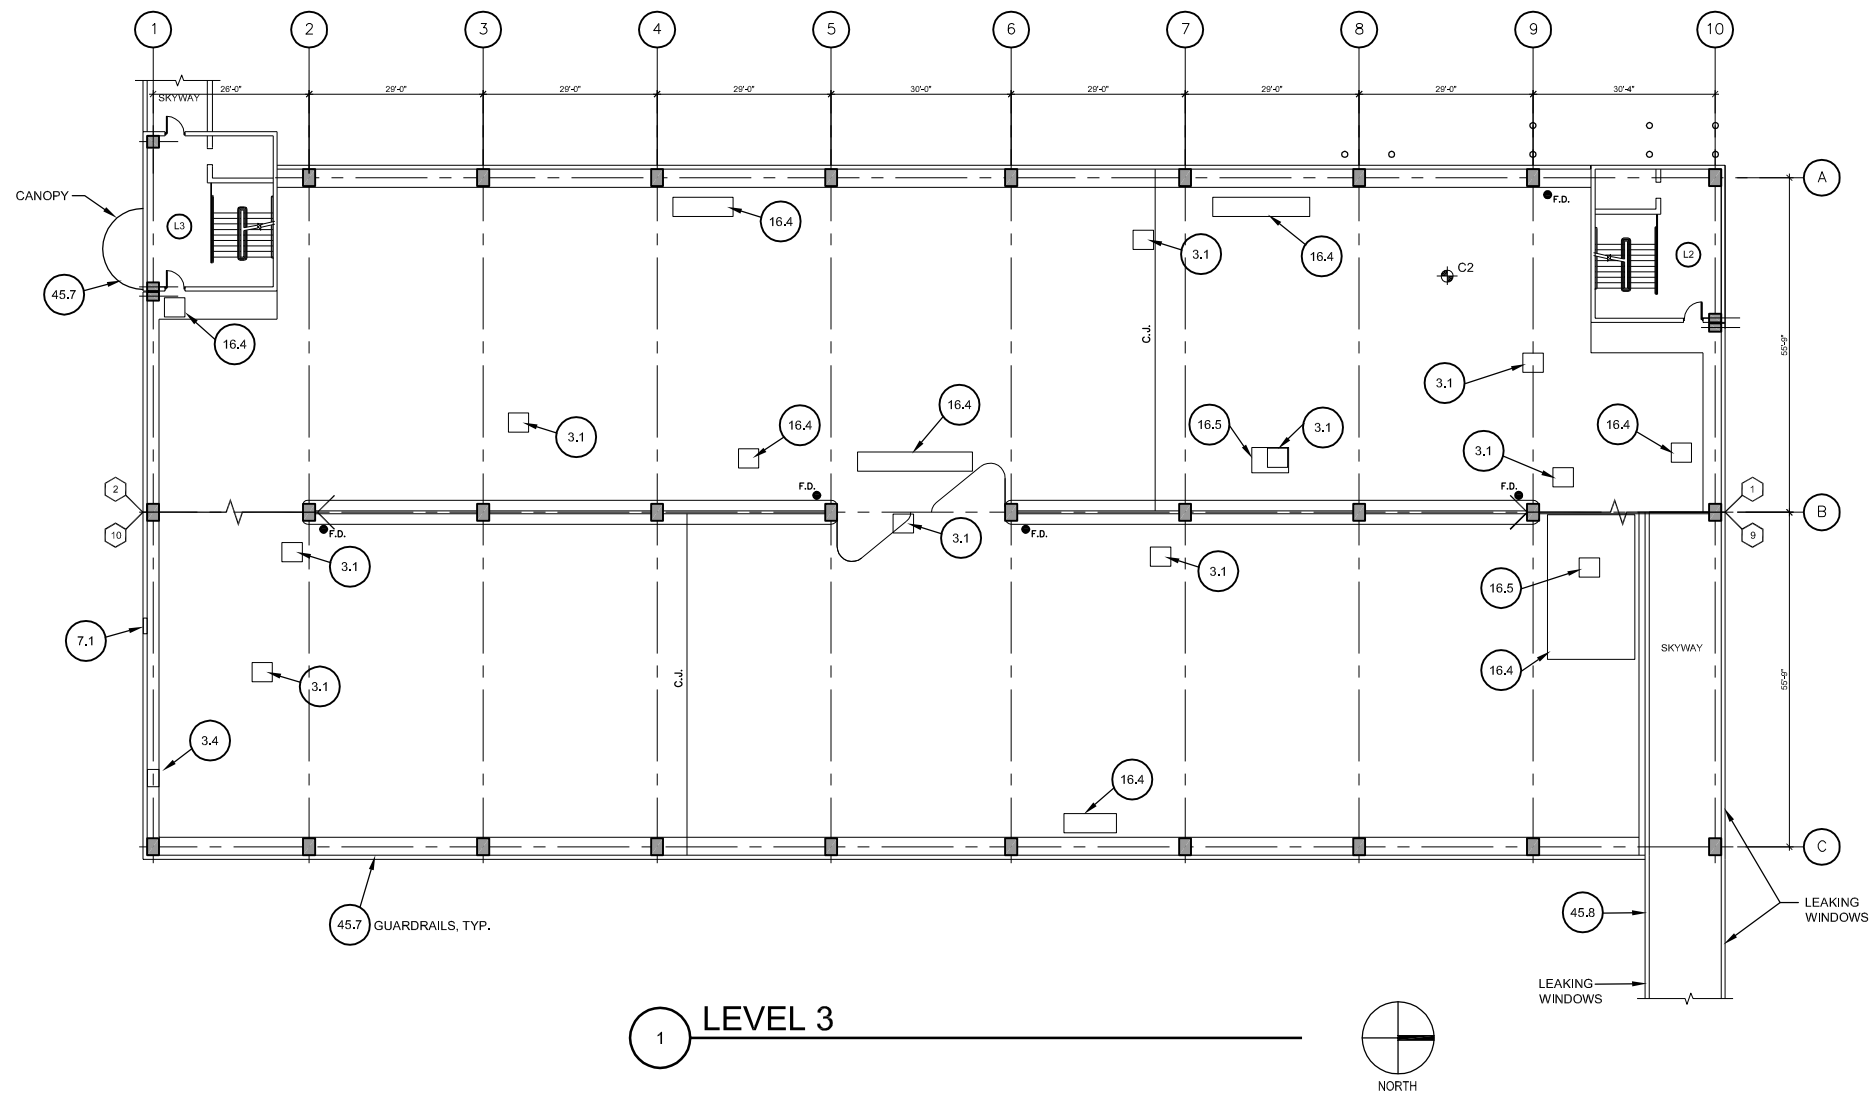 1 2 3 4 5 6 7 8 9 10
26'-0" 29'-0" 29'-0" 29'-0" 30'-0" 29'-0" 29'-0" 29'-0" 30'-4"
SKYWAY
A
CANOPY
F.D.
16.4
16.4
L3
3.1
L2
C2
45.7
16.4
C.J.
55'-9"
3.1
16.4
3.1
16.4
16.5
3.1
16.4
3.1
2
F.D.
F.D.
1
B
10
F.D.
3.1
F.D.
9
3.1
3.1
16.5
7.1
SKYWAY
16.4
C.J.
55'-9"
3.1
3.4
16.4
C
45.7 GUARDRAILS, TYP.
45.8
LEAKING
WINDOWS
LEAKING
WINDOWS
1
LEVEL 3
NORTH